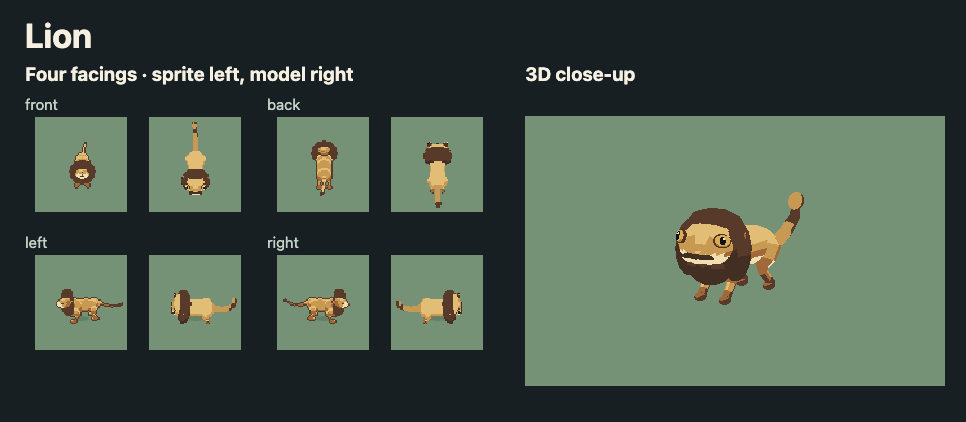 Lion
Four facings · sprite left, model right
3D close-up
front
back
left
right